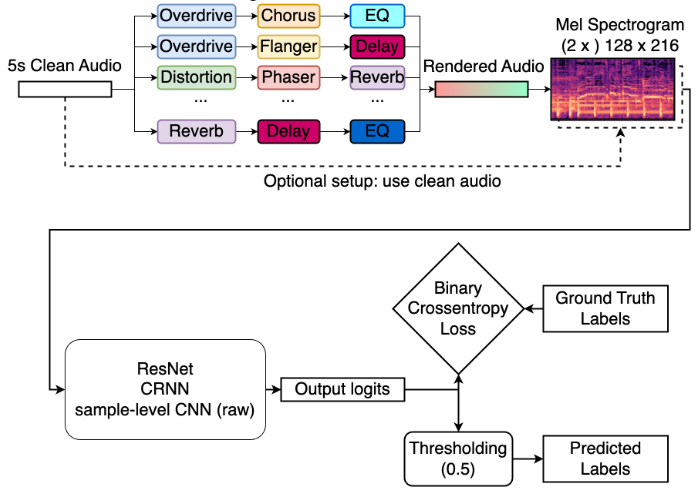 Overdrive Chorus EQ
Mel Spectrogram
(2 x ) 128 x 216
Overdrive Flanger Delay
5s Clean Audio
Distortion Phaser Reverb
Rendered Audio
... ... ...
Reverb Delay EQ
Optional setup: use clean audio
Binary
Crossentropy
Loss
Ground Truth
Labels
ResNet
CRNN
sample-level CNN (raw)
Output logits
Thresholding
(0.5)
Predicted
Labels